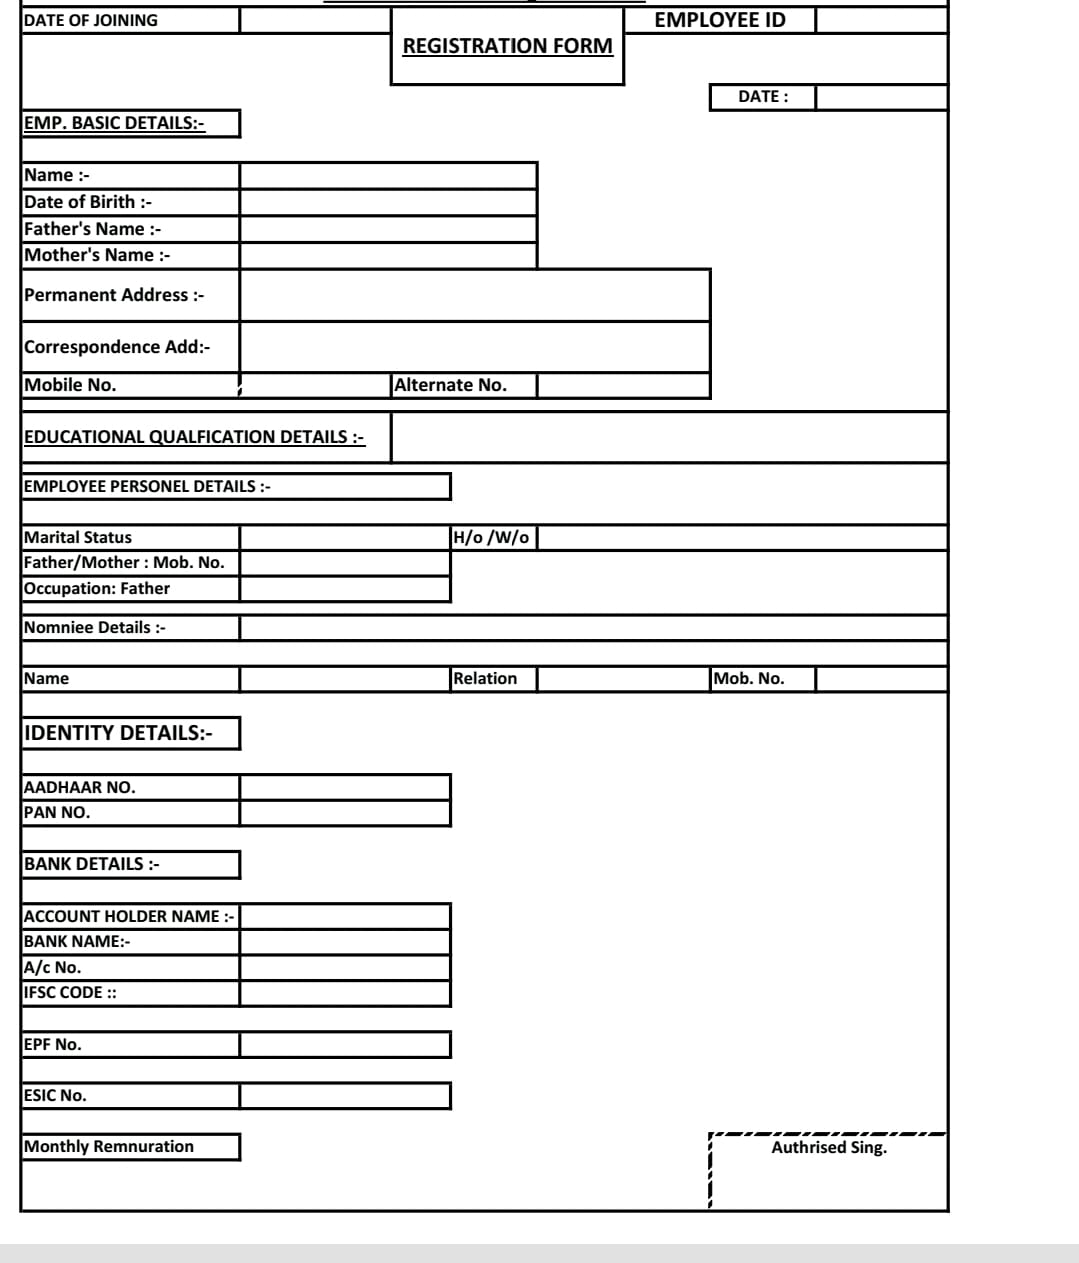 DATE OF JOINING EMPLOYEE ID
REGISTRATION FORM
DATE :
EMP. BASIC DETAILS:-
Name :-
Date of Birith :-
Father's Name :-
Mother's Name :-
Permanent Address :-
Correspondence Add:-
Mobile No. Alternate No.
EDUCATIONAL QUALFICATION DETAILS :-
EMPLOYEE PERSONEL DETAILS :-
Marital Status H/o /W/o
Father/Mother : Mob. No.
Occupation: Father
Nomniee Details :-
Name Relation Mob. No.
IDENTITY DETAILS:-
AADHAAR NO.
PAN NO.
BANK DETAILS :-
ACCOUNT HOLDER NAME :-
BANK NAME:-
A/c No.
IFSC CODE ::
EPF No.
ESIC No.
Monthly Remnuration Authrised Sing.